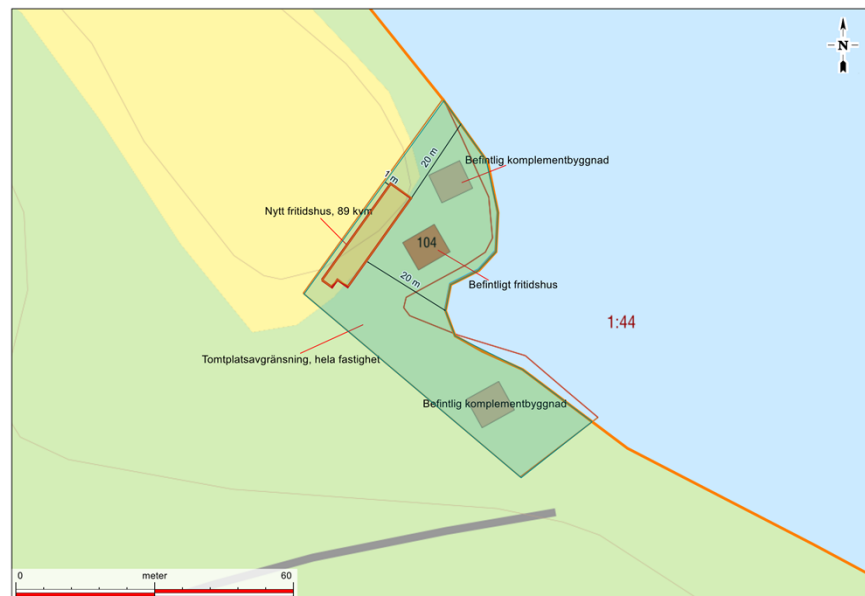 N
Befintlig komplementbyggnad
20 m
1 m
Nytt fritidshus, 89 kvm
104
20 m
Befintligt fritidshus
1:44
Tomtplatsavgränsning, hela fastighet
Befintlig komplementbyggnad
0 meter 60